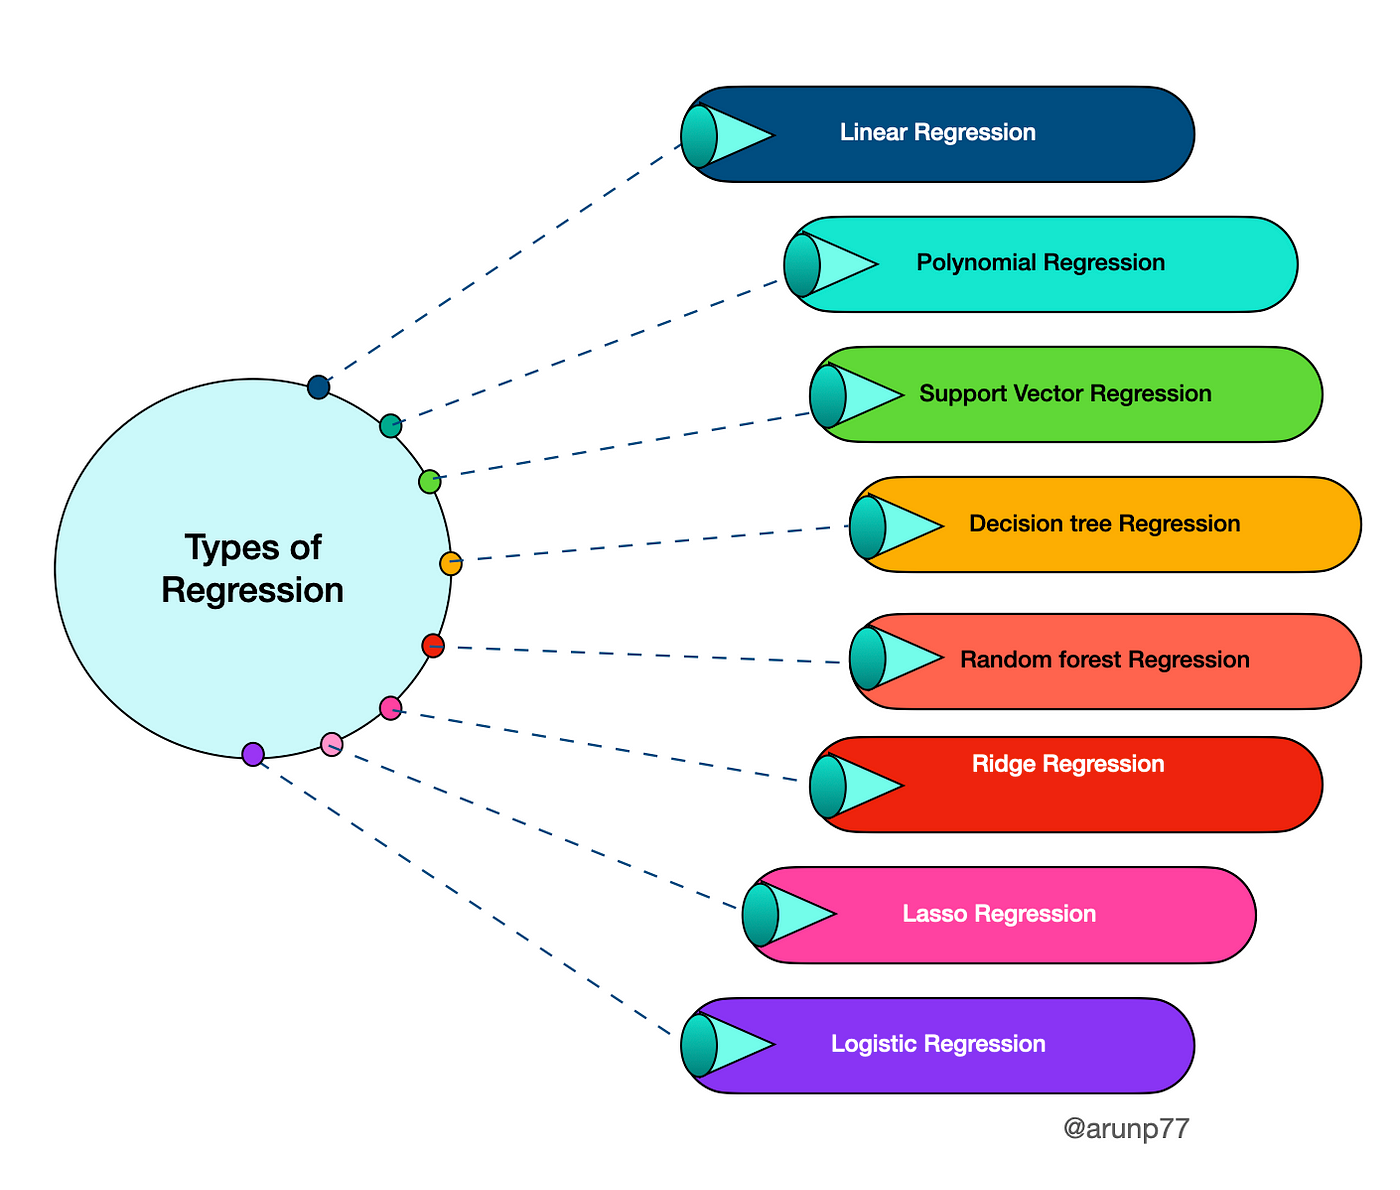 Types of
Regression
Linear Regression
Polynomial Regression
Support Vector Regression
Decision tree Regression
Random forest Regression
Ridge Regression
Lasso Regression
Logistic Regression
@arunp77